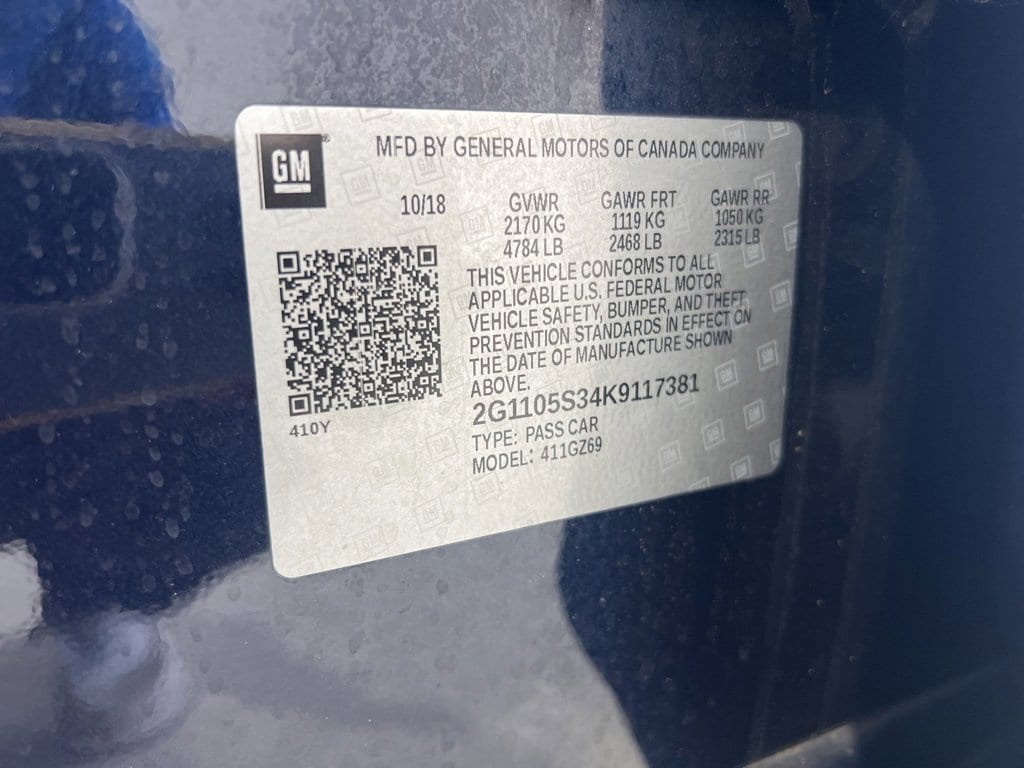 GM
MFD BY GENERAL MOTORS OF CANADA COMPANY
10/18 GVWR GAWR FRT GAWR RR
2170 KG 1119 KG 1050 KG
4784 LB 2468 LB 2315 LB
THIS VEHICLE CONFORMS TO ALL
APPLICABLE U.S. FEDERAL MOTOR
VEHICLE SAFETY, BUMPER, AND THEFT
PREVENTION STANDARDS IN EFFECT ON
THE DATE OF MANUFACTURE SHOWN
ABOVE.
2G1105S34K9117381
410Y
TYPE: PASS CAR
MODEL: 411GZ69